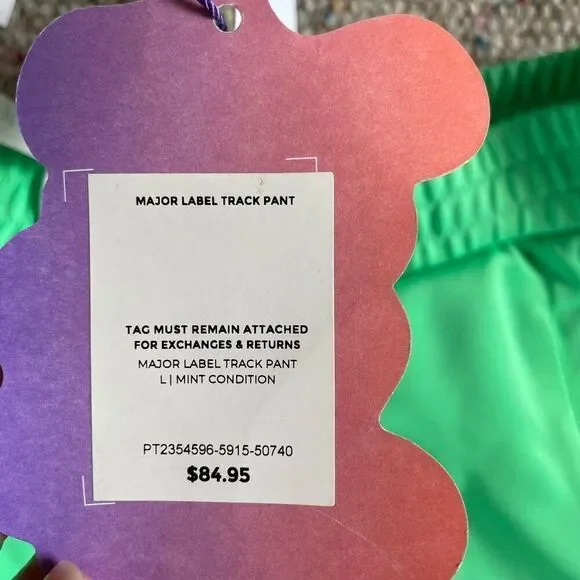 MAJOR LABEL TRACK PANT
TAG MUST REMAIN ATTACHED
FOR EXCHANGES & RETURNS
MAJOR LABEL TRACK PANT
L | MINT CONDITION
PT2354596-5915-50740
$84.95